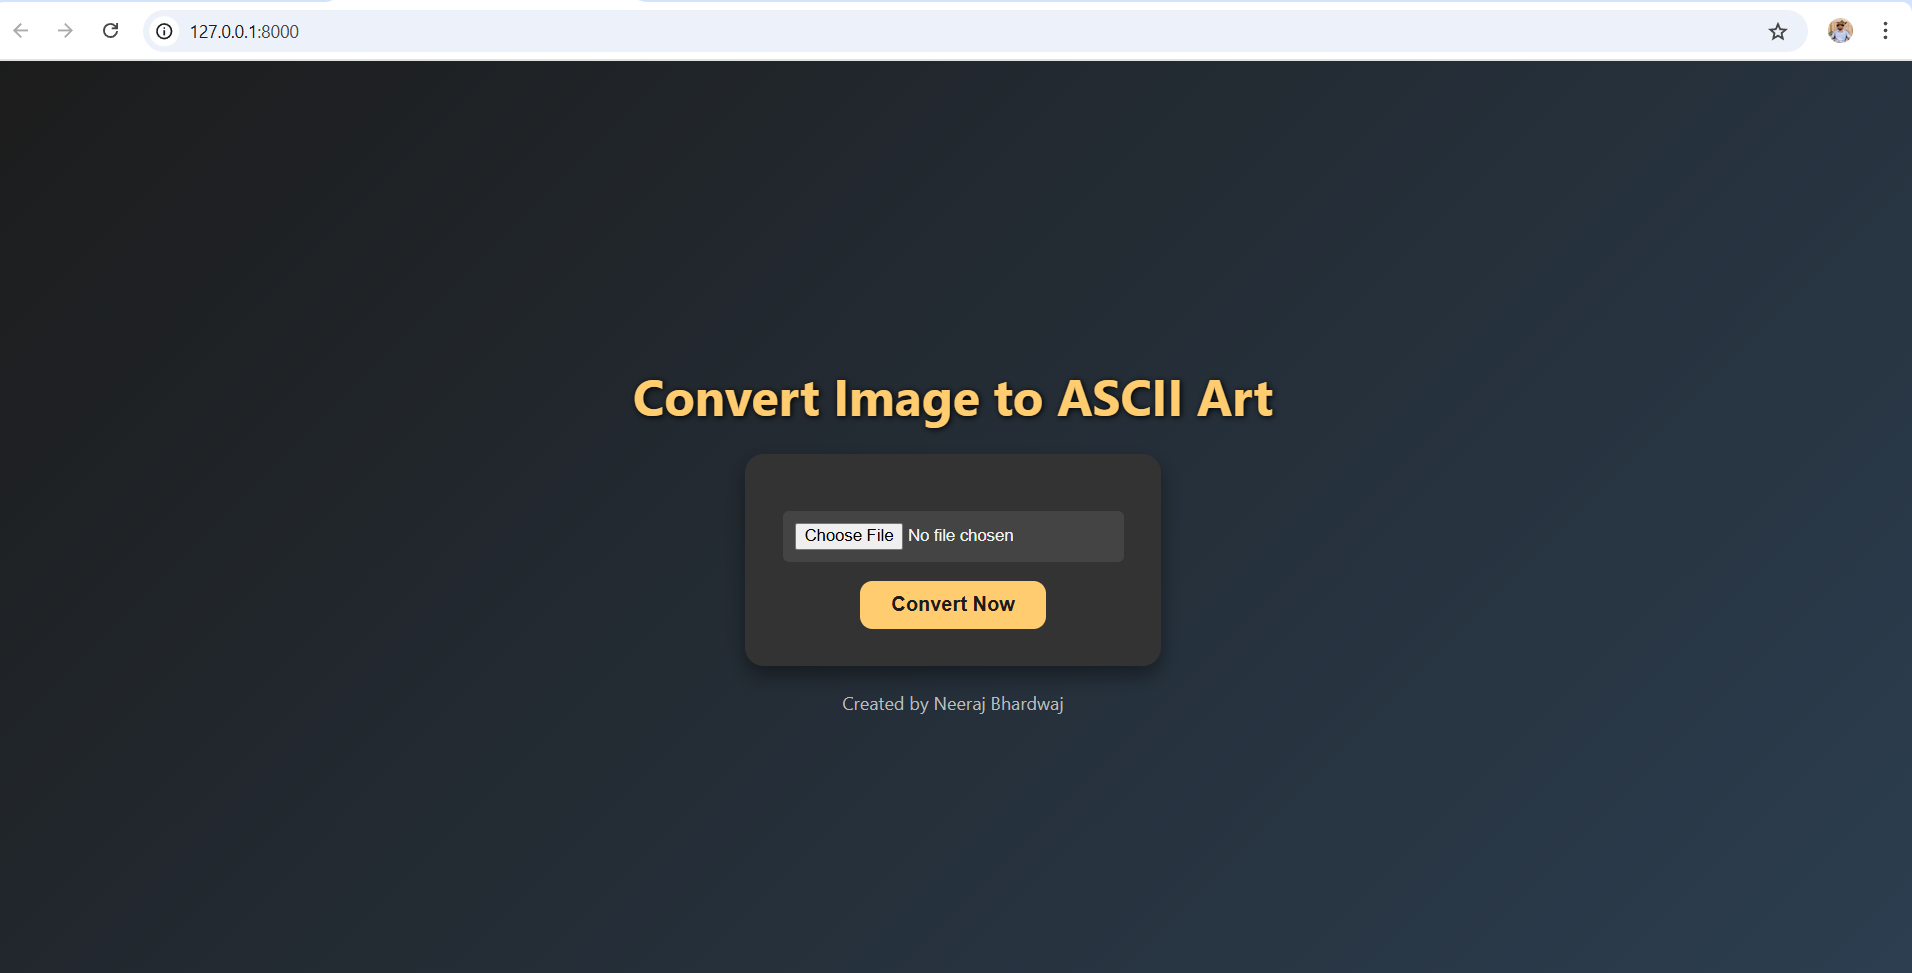 127.0.0.1:8000
Convert Image to ASCII Art
Choose File No file chosen
Convert Now
Created by Neeraj Bhardwaj